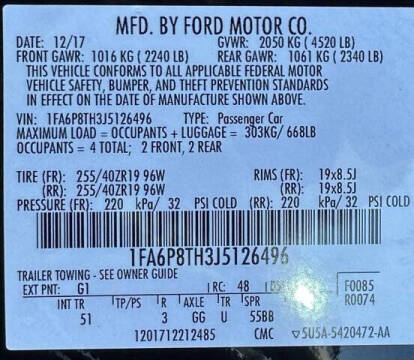 MFD. BY FORD MOTOR CO.
DATE: 12/17 GVWR: 2050 KG (4520 LB)
FRONT GAWR: 1016 KG (2240 LB) REAR GAWR: 1061 KG (2340 LB)
THIS VEHICLE CONFORMS TO ALL APPLICABLE FEDERAL MOTOR
VEHICLE SAFETY, BUMPER, AND THEFT PREVENTION STANDARDS
IN EFFECT ON THE DATE OF MANUFACTURE SHOWN ABOVE.
VIN: 1FA6P8TH3J5126496 TYPE: Passenger Car
MAXIMUM LOAD = OCCUPANTS + LUGGAGE = 303KG/ 668LB
OCCUPANTS = 4 TOTAL; 2 FRONT, 2 REAR
TIRE (FR): 255/40ZR19 96W RIMS (FR): 19x8.5J
(RR): 255/40ZR19 96W (RR): 19x8.5J
PRESSURE (FR): 220 kPa/ 32 PSI COLD (RR): 220 kPa/ 32 PSI COLD
1FA6P8TH3J5126496
TRAILER TOWING - SEE OWNER GUIDE
EXT PNT: G1 RC: 48 F0085
R0074
INT TR TP/PS R AXLE TR SPR
51 3 GG U 55BB
1201712212485 CMC ▽5U5A-5420472-AA